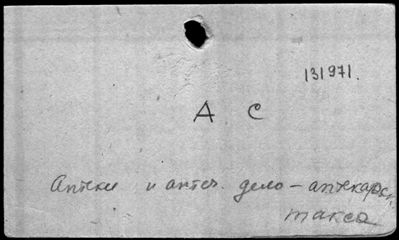 131971.
А С
Аптеки и аптеч. дело – аптекарск.
такса